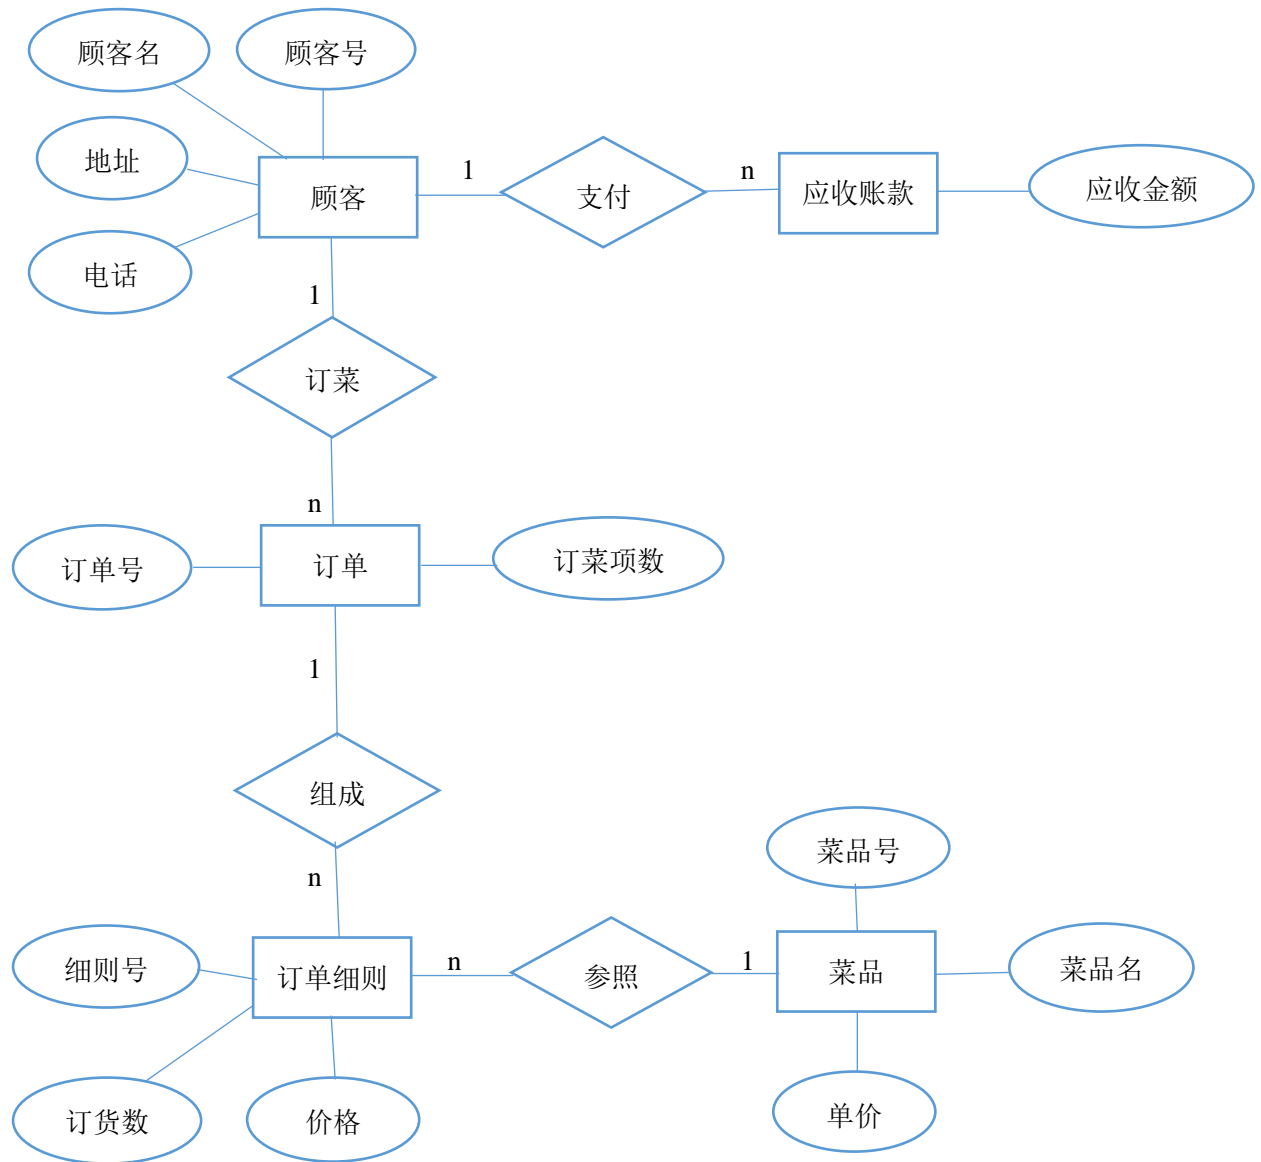 顾客名
顾客号
地址
顾客
1
支付
n
应收账款
应收金额
电话
1
订菜
n
订单号
订单
订菜项数
1
组成
n
菜品号
细则号
订单细则
n
参照
1
菜品
菜品名
订货数
价格
单价